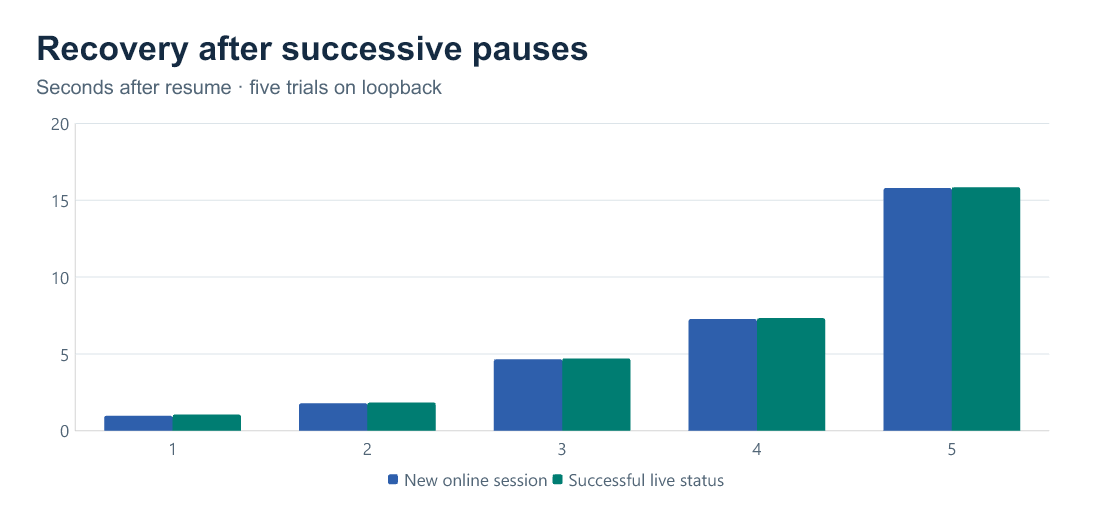 Recovery after successive pauses
Seconds after resume · five trials on loopback
20
15
10
5
0
1 2 3 4 5
New online session Successful live status